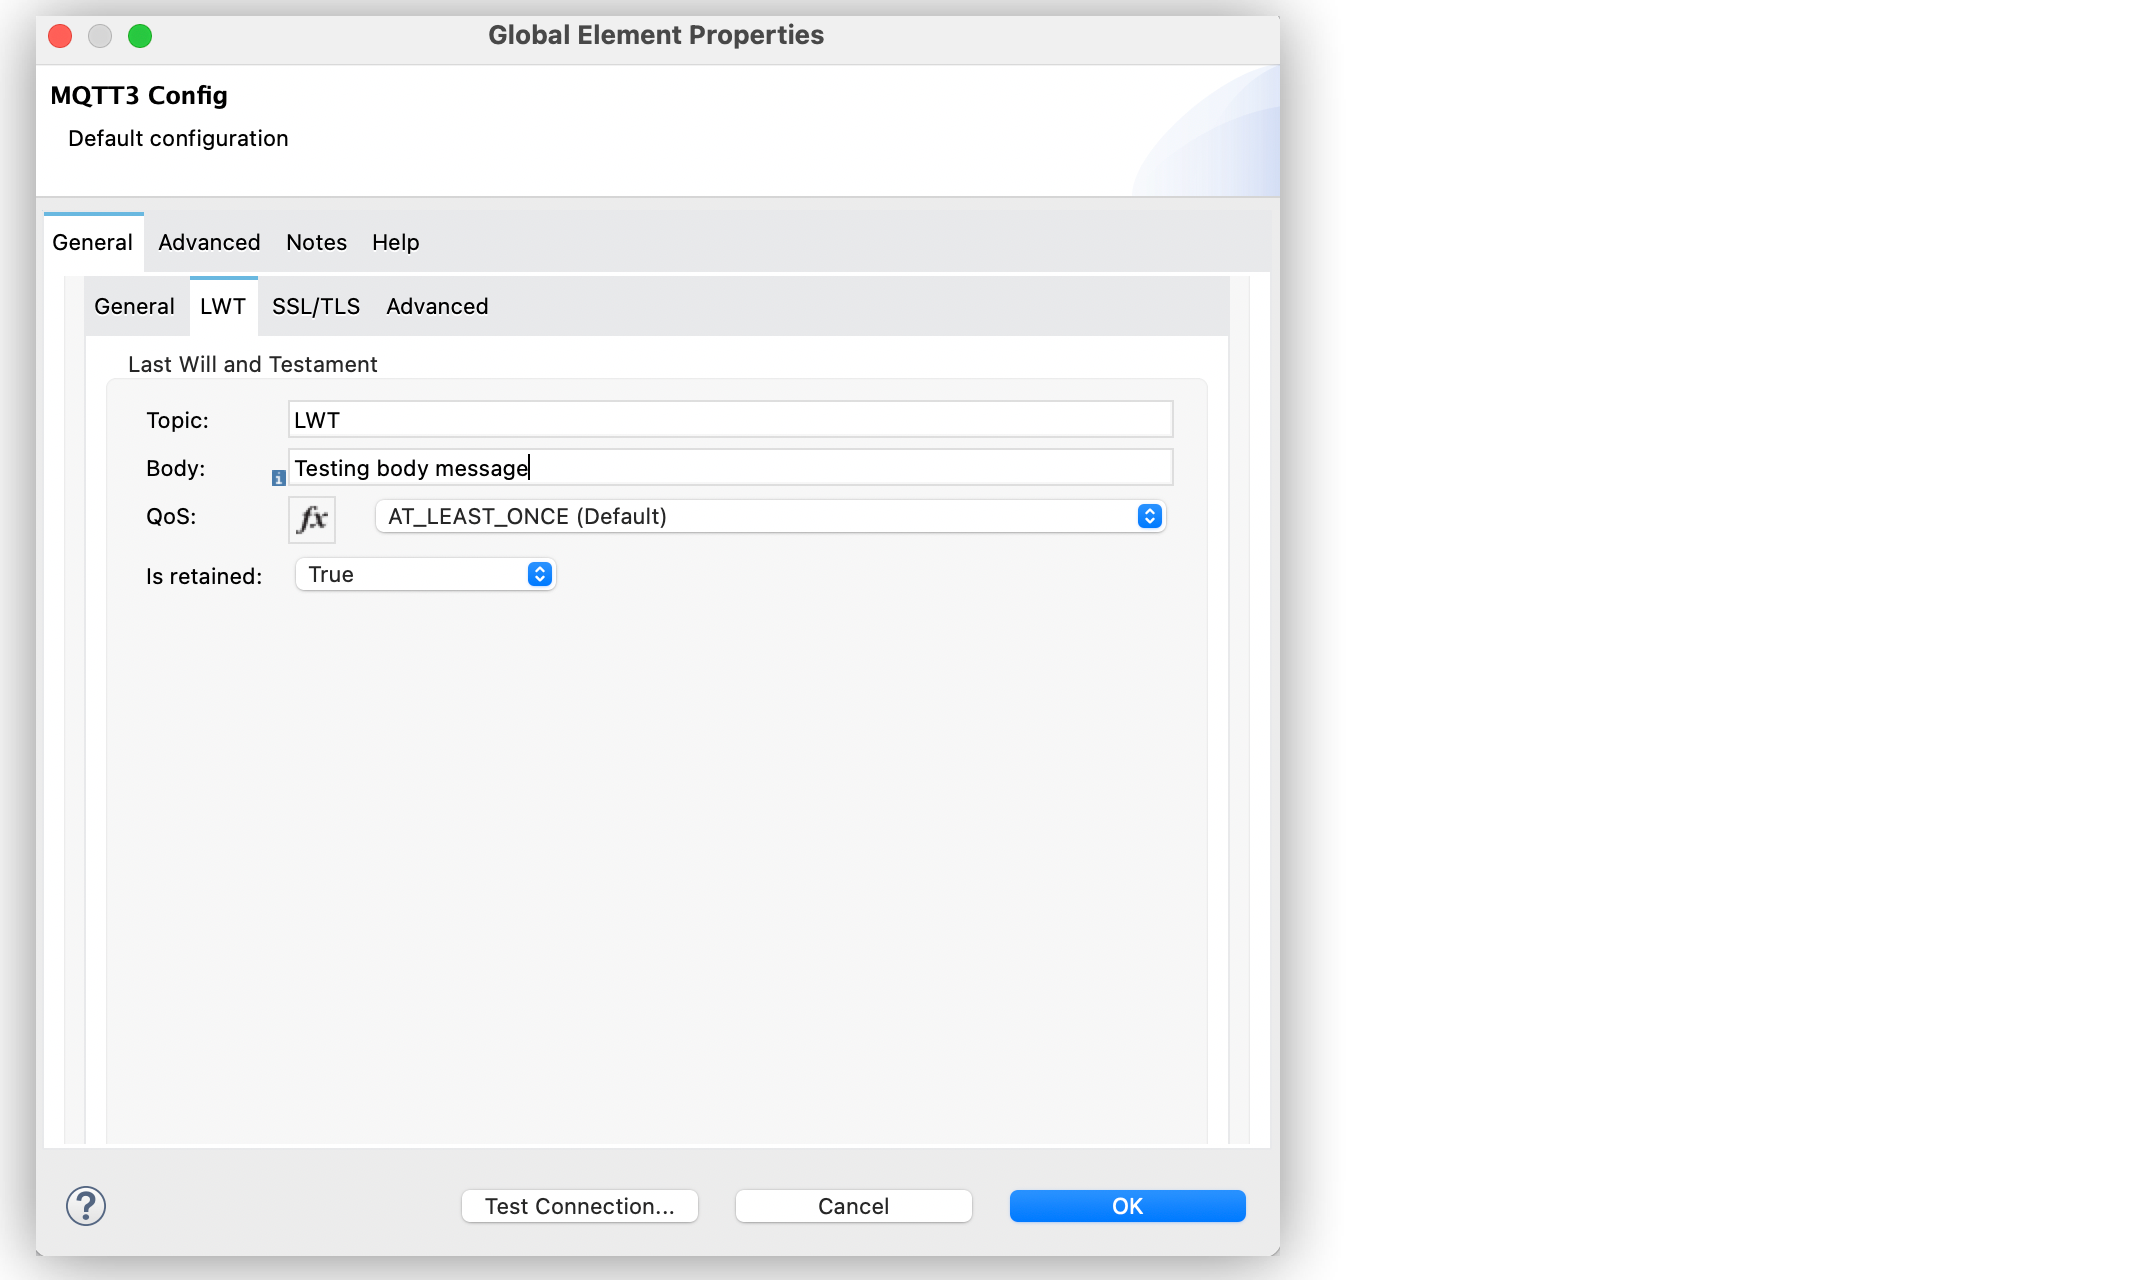 Global Element Properties
MQTT3 Config
Default configuration
General Advanced Notes Help
General LWT SSL/TLS Advanced
Last Will and Testament
Topic: LWT
Body: Testing body message
QoS: fx AT_LEAST_ONCE (Default)
Is retained: True
? Test Connection... Cancel OK